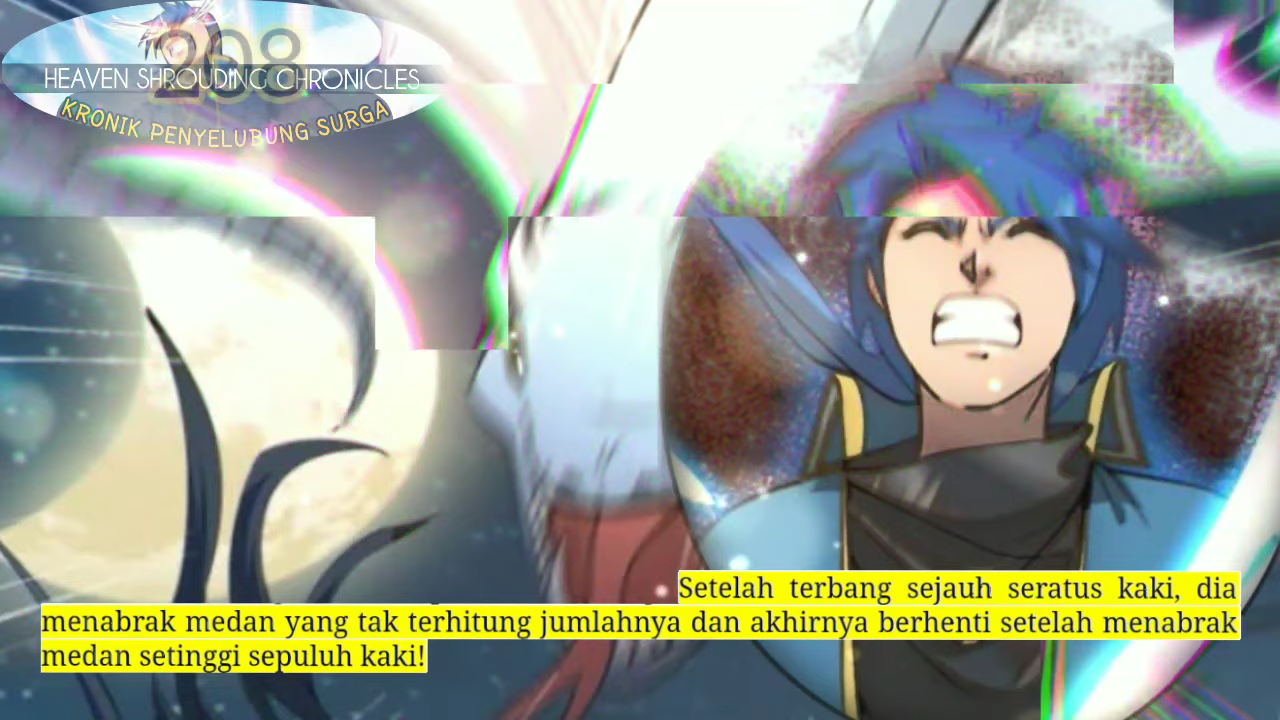 298
HEAVEN SHROUDING CHRONICLES
KRONIK PENYELUBUNG SURGA
Setelah terbang sejauh seratus kaki, dia
menabrak medan yang tak terhitung jumlahnya dan akhirnya berhenti setelah menabrak
medan setinggi sepuluh kaki!